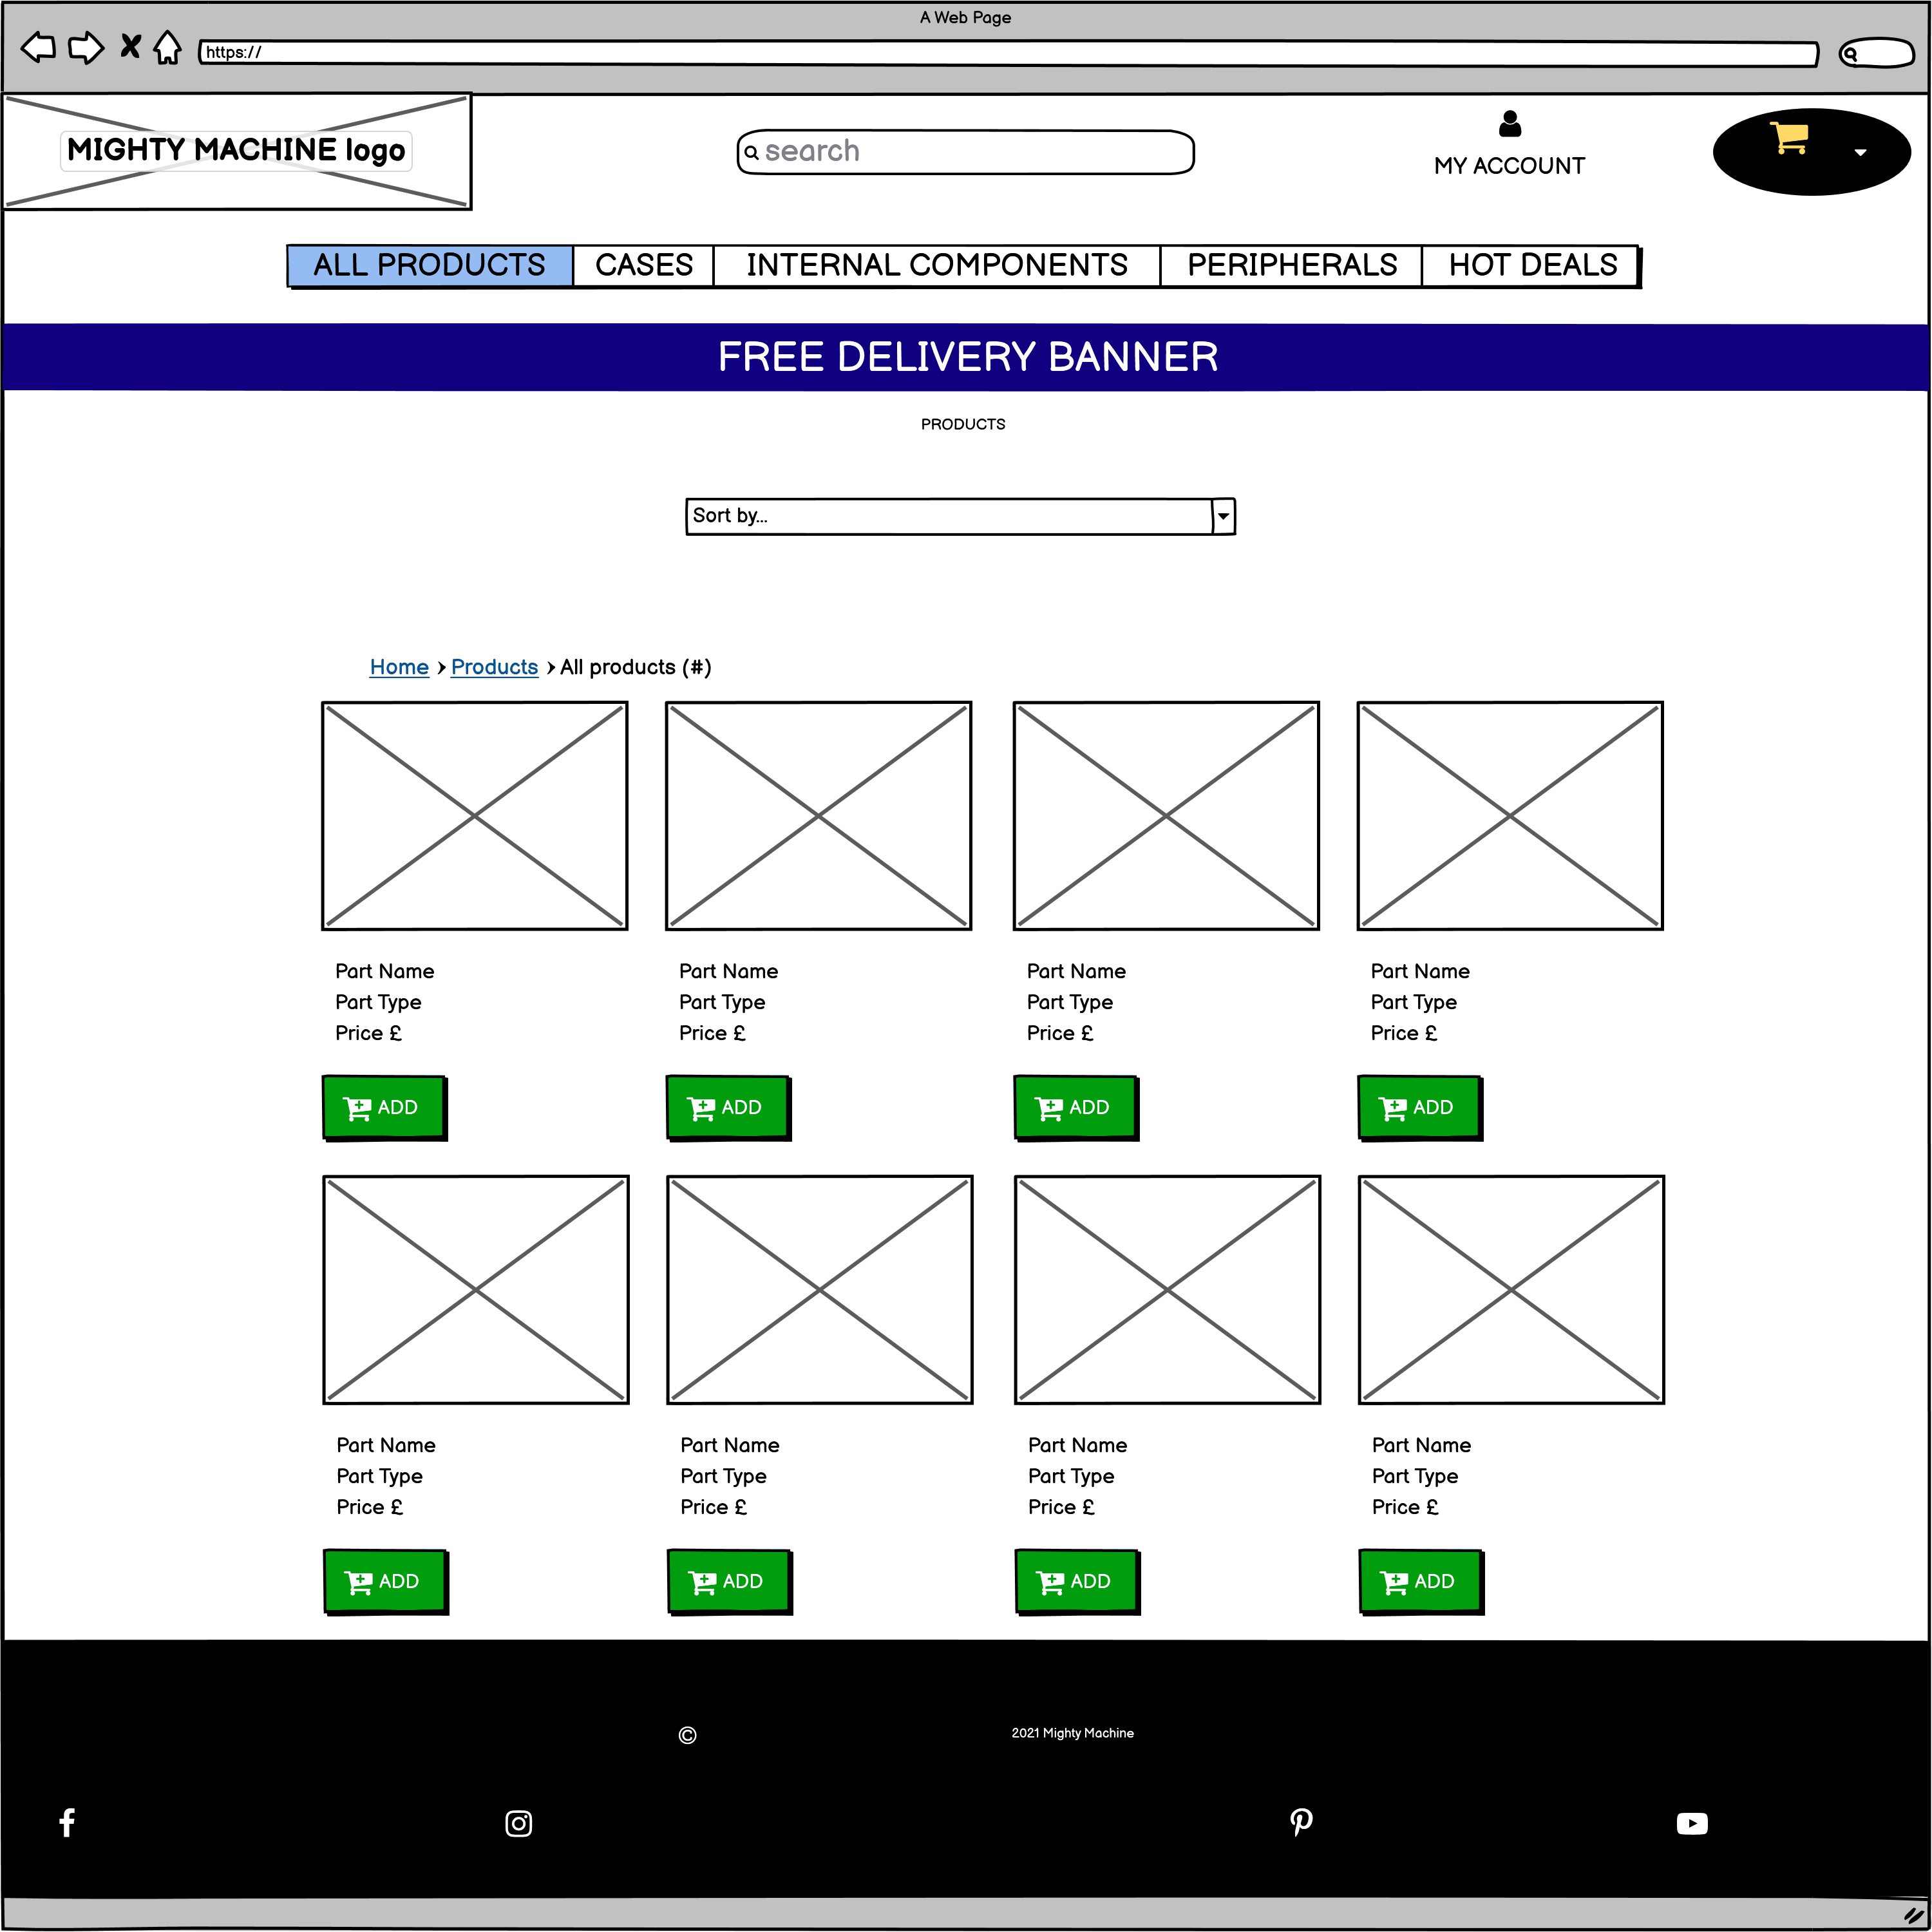 A Web Page
https://
MIGHTY MACHINE logo
search
MY ACCOUNT
ALL PRODUCTS CASES INTERNAL COMPONENTS PERIPHERALS HOT DEALS
FREE DELIVERY BANNER
PRODUCTS
Sort by...
Home > Products > All products (#)
Part Name Part Name Part Name Part Name
Part Type Part Type Part Type Part Type
Price £ Price £ Price £ Price £
ADD ADD ADD ADD
Part Name Part Name Part Name Part Name
Part Type Part Type Part Type Part Type
Price £ Price £ Price £ Price £
ADD ADD ADD ADD
© 2021 Mighty Machine